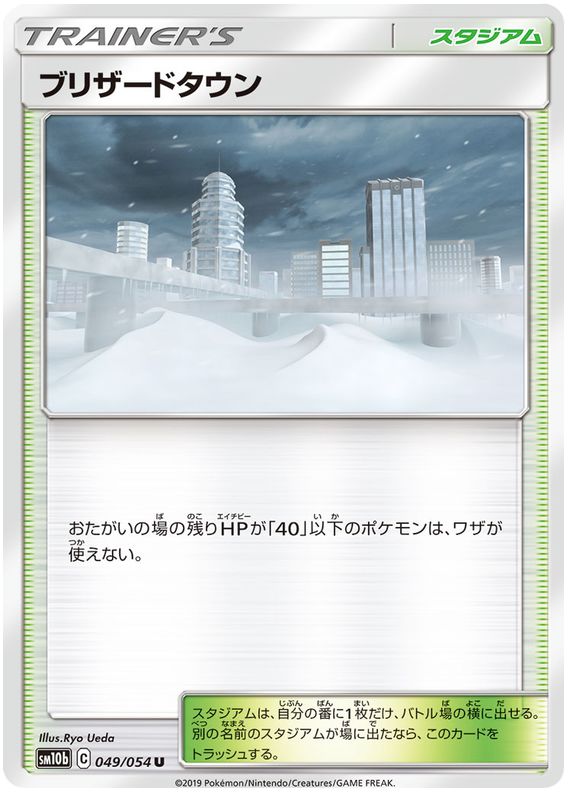 TRAINER'S
スタジアム
ブリザードタウン
おたがいの場の残りHPが「40」以下のポケモンは、ワザが
使えない。
スタジアムは、自分の番に1枚だけ、バトル場の横に出せる。
別の名前のスタジアムが場に出たなら、このカードを
トラッシュする。
Illus.Ryo Ueda
sm10b C 049/054 U
©2019 Pokémon/Nintendo/Creatures/GAME FREAK.